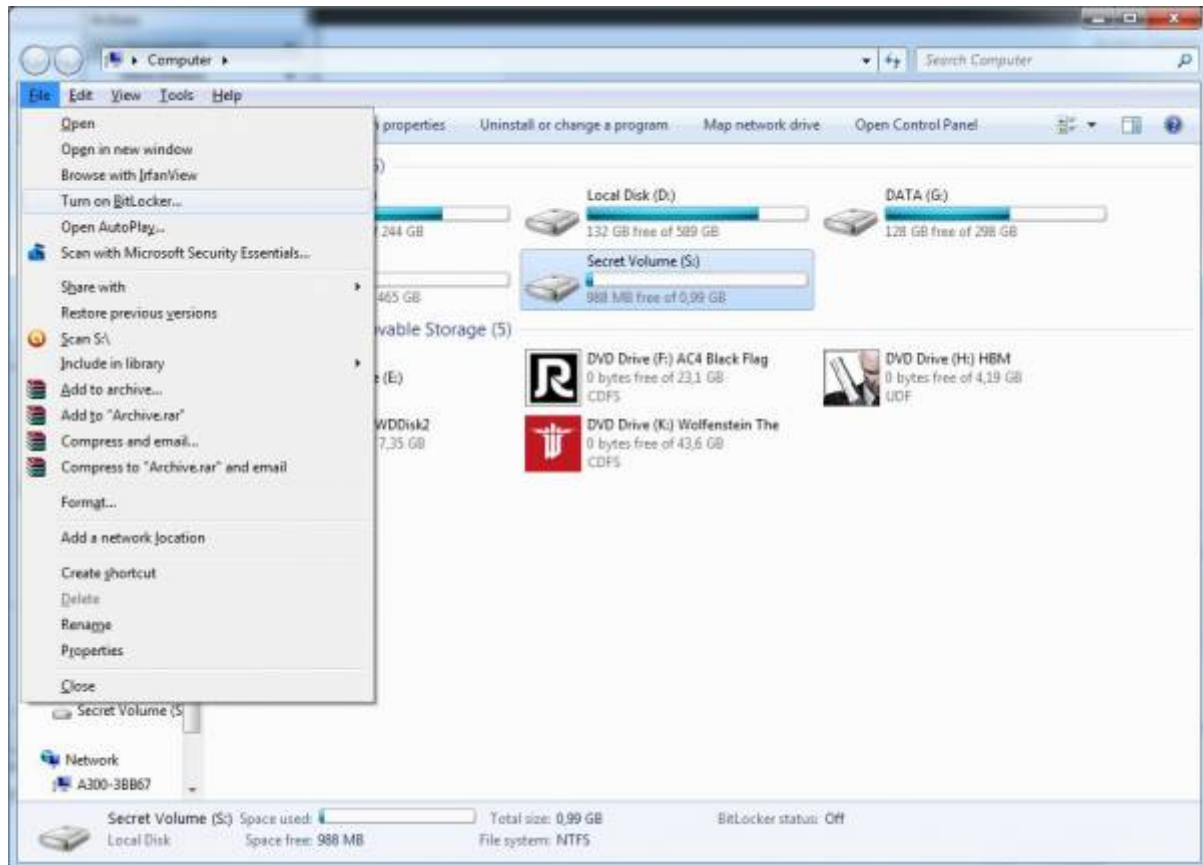 Computer
Search Computer
File Edit View Tools Help
properties Uninstall or change a program Map network drive Open Control Panel
Open
Open in new window
Browse with IrfanView
Turn on BitLocker...
Open AutoPlay...
Scan with Microsoft Security Essentials...
Share with
Restore previous versions
Scan S:\
Include in library
Add to archive...
Add to "Archive.rar"
Compress and email...
Compress to "Archive.rar" and email
Format...
Add a network location
Create shortcut
Delete
Rename
Properties
Close
244 GB
Local Disk (D:)
132 GB free of 589 GB
DATA (G:)
128 GB free of 298 GB
465 GB
Secret Volume (S:)
988 MB free of 0,99 GB
vable Storage (5)
(E:)
DVD Drive (F:) AC4 Black Flag
0 bytes free of 23,1 GB
CDFS
DVD Drive (H:) HBM
0 bytes free of 4,19 GB
UDF
WDDisk2
7,35 GB
DVD Drive (K:) Wolfenstein The
0 bytes free of 43,6 GB
CDFS
Secret Volume (S
Network
A300-3BB67
Secret Volume (S:) Space used: Total size: 0,99 GB BitLocker status: Off
Local Disk Space free: 988 MB File system: NTFS